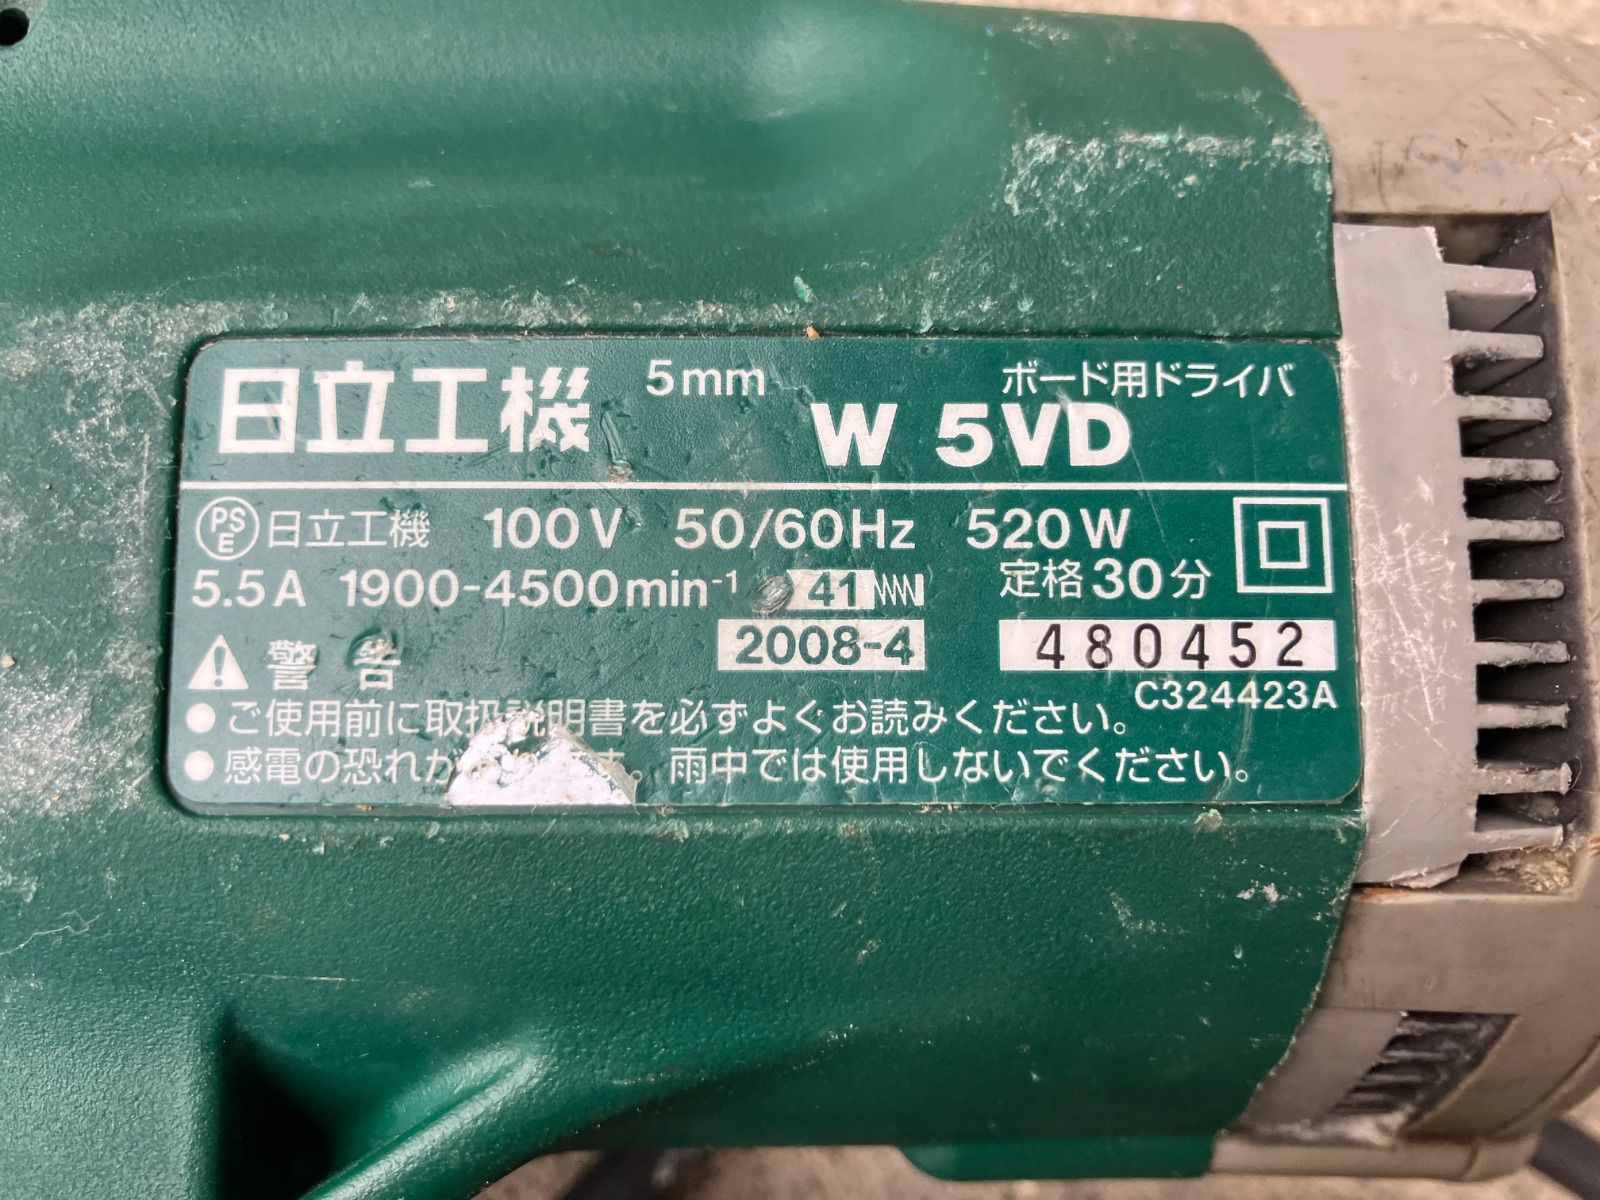 日立工機 5mm ボード用ドライバ
W 5VD
PSE 日立工機 100V 50/60Hz 520W
5.5A 1900-4500min-1 41 定格30分
2008-4 480452
警告 C324423A
●ご使用前に取扱説明書を必ずよくお読みください。
●感電の恐れがあります。雨中では使用しないでください。